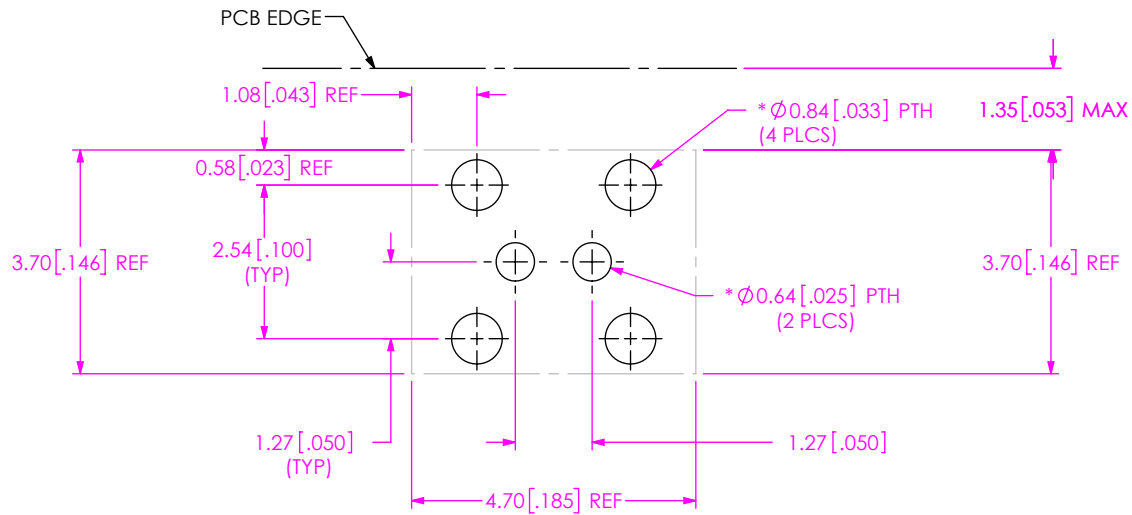 PCB EDGE
1.08[.043] REF
* Ø0.84[.033] PTH
(4 PLCS)
1.35[.053] MAX
0.58[.023] REF
2.54[.100]
(TYP)
3.70[.146] REF
3.70[.146] REF
* Ø0.64[.025] PTH
(2 PLCS)
1.27[.050]
(TYP)
1.27[.050]
4.70[.185] REF